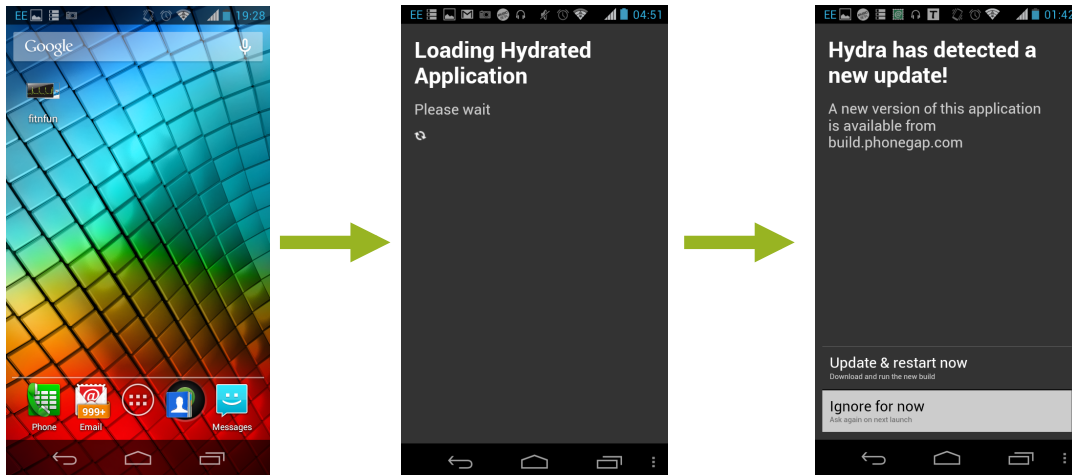 EE 19:28
Google
fitnfun
999+
Phone Email Messages
EE 04:51
Loading Hydrated
Application
Please wait
EE 01:42
Hydra has detected a
new update!
A new version of this application
is available from
build.phonegap.com
Update & restart now
Download and run the new build
Ignore for now
Ask again on next launch